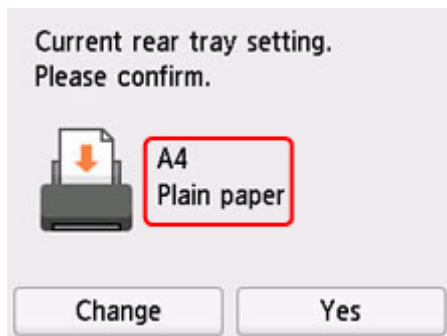 Current rear tray setting.
Please confirm.
A4
Plain paper
Change
Yes